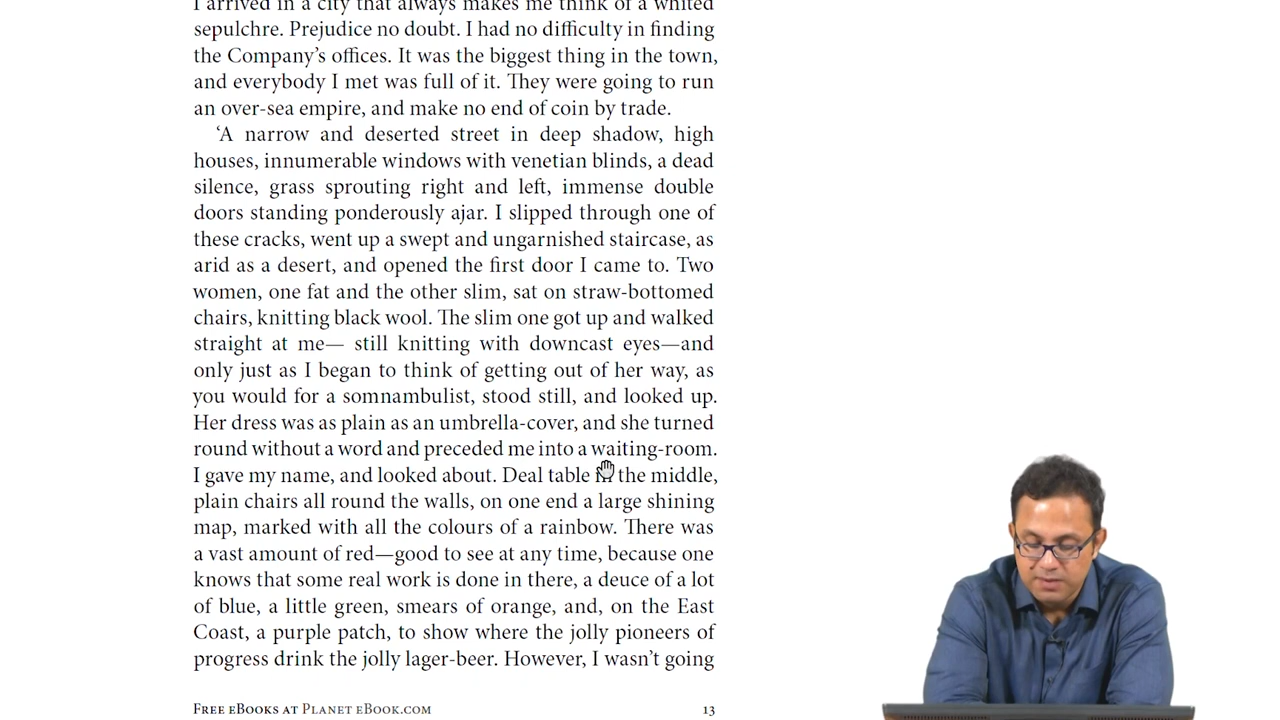 I arrived in a city that always makes me think of a whited
sepulchre. Prejudice no doubt. I had no difficulty in finding
the Company’s offices. It was the biggest thing in the town,
and everybody I met was full of it. They were going to run
an over-sea empire, and make no end of coin by trade.
‘A narrow and deserted street in deep shadow, high
houses, innumerable windows with venetian blinds, a dead
silence, grass sprouting right and left, immense double
doors standing ponderously ajar. I slipped through one of
these cracks, went up a swept and ungarnished staircase, as
arid as a desert, and opened the first door I came to. Two
women, one fat and the other slim, sat on straw-bottomed
chairs, knitting black wool. The slim one got up and walked
straight at me— still knitting with downcast eyes—and
only just as I began to think of getting out of her way, as
you would for a somnambulist, stood still, and looked up.
Her dress was as plain as an umbrella-cover, and she turned
round without a word and preceded me into a waiting-room.
I gave my name, and looked about. Deal table in the middle,
plain chairs all round the walls, on one end a large shining
map, marked with all the colours of a rainbow. There was
a vast amount of red—good to see at any time, because one
knows that some real work is done in there, a deuce of a lot
of blue, a little green, smears of orange, and, on the East
Coast, a purple patch, to show where the jolly pioneers of
progress drink the jolly lager-beer. However, I wasn’t going
Free eBooks at Planet eBook.com 13